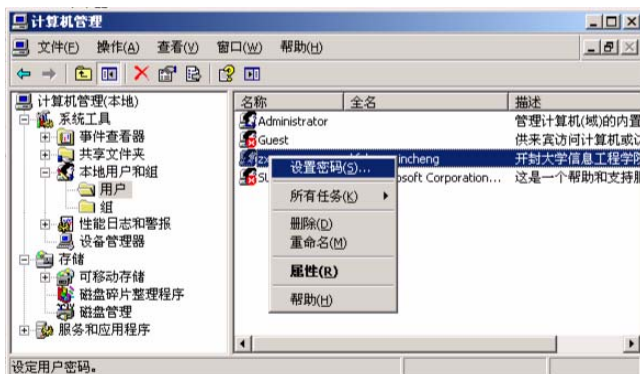 计算机管理
文件(F) 操作(A) 查看(V) 窗口(W) 帮助(H)
计算机管理(本地)
系统工具
事件查看器
共享文件夹
本地用户和组
用户
组
性能日志和警报
设备管理器
存储
可移动存储
磁盘碎片整理程序
磁盘管理
服务和应用程序
名称 全名 描述
Administrator 管理计算机(域)的内置
Guest 供来宾访问计算机或
zx incheng 开封大学信息工程学院
SU osoft Corporation... 这是一个帮助和支持服
设置密码(S)...
所有任务(K)
删除(D)
重命名(M)
属性(R)
帮助(H)
设定用户密码。